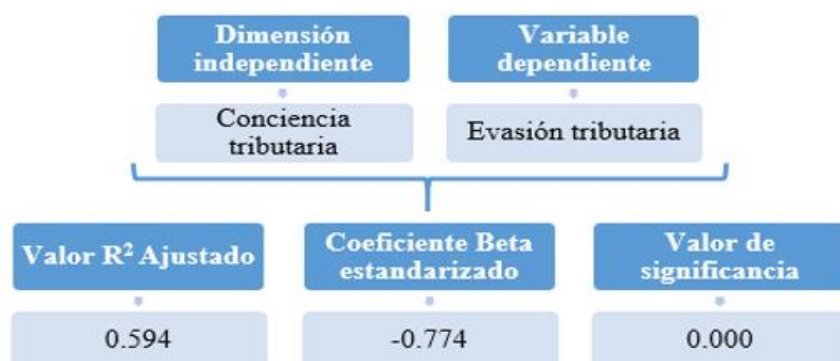 Dimensión
independiente
Variable
dependiente
Conciencia
tributaria
Evasión tributaria
Valor R² Ajustado
Coeficiente Beta
estandarizado
Valor de
significancia
0.594
-0.774
0.000